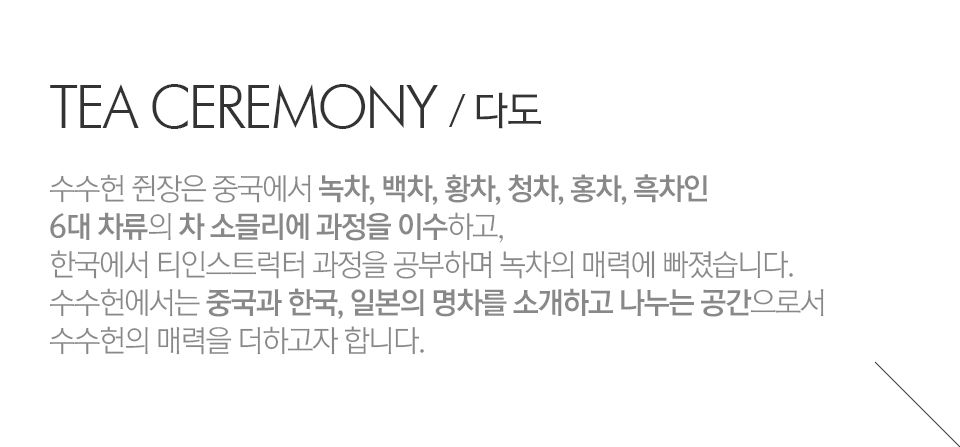 TEA CEREMONY / 다도
수수헌 쥔장은 중국에서 녹차, 백차, 황차, 청차, 홍차, 흑차인
6대 차류의 차 소믈리에 과정을 이수하고,
한국에서 티인스트럭터 과정을 공부하며 녹차의 매력에 빠졌습니다.
수수헌에서는 중국과 한국, 일본의 명차를 소개하고 나누는 공간으로서
수수헌의 매력을 더하고자 합니다.